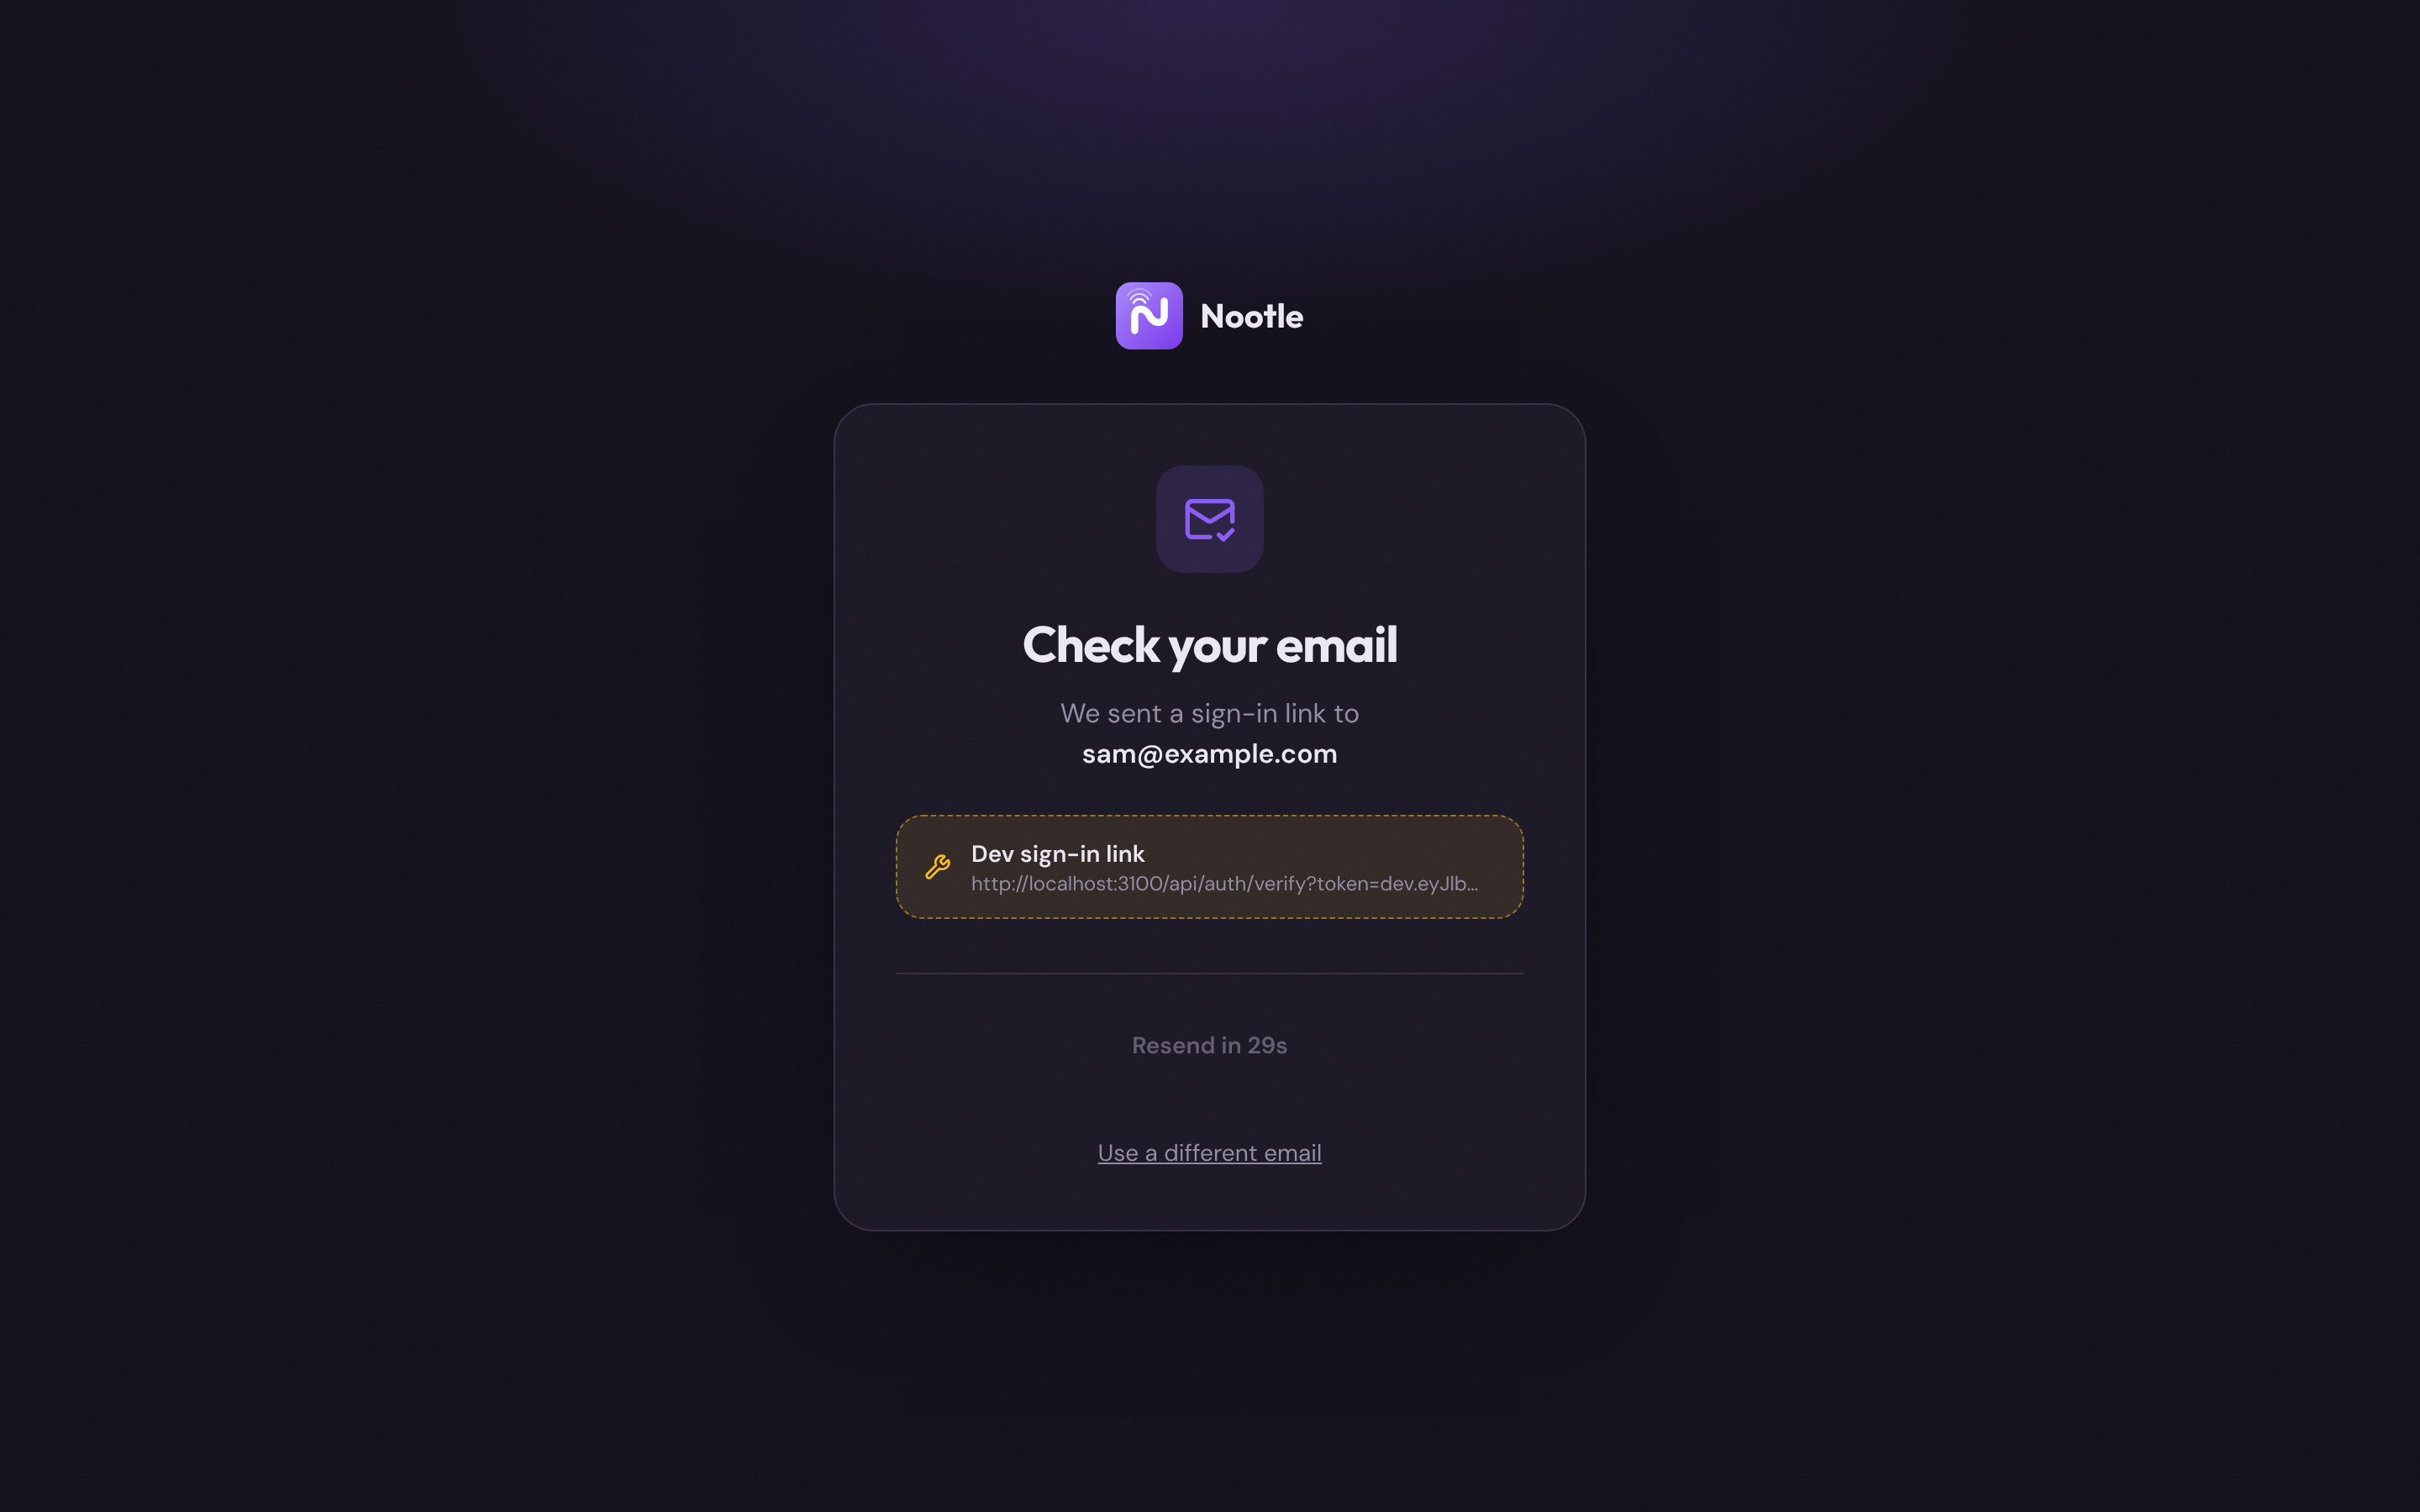 Nootle
Check your email
We sent a sign-in link to
sam@example.com
Dev sign-in link
http://localhost:3100/api/auth/verify?token=dev.eyJlb...
Resend in 29s
Use a different email